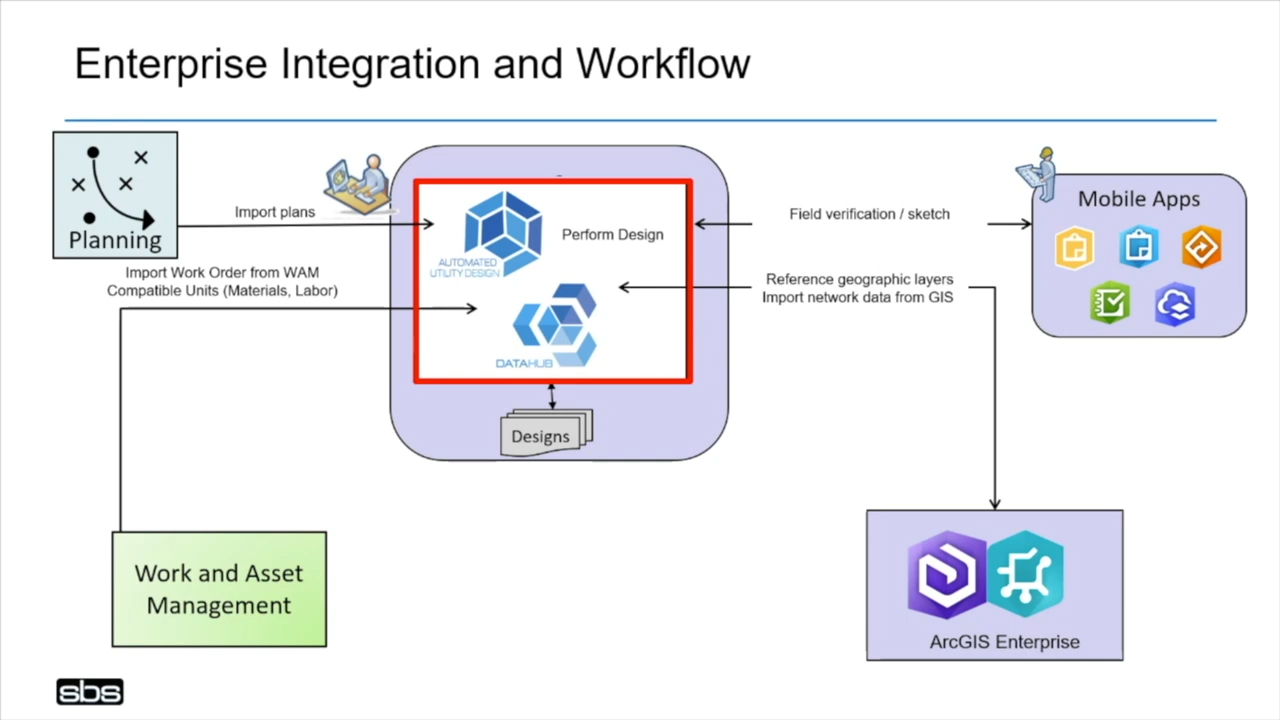 Enterprise Integration and Workflow
Planning
Import plans
Import Work Order from WAM
Compatible Units (Materials, Labor)
AUTOMATED
UTILITY DESIGN
Perform Design
DATAHUB
Designs
Field verification / sketch
Reference geographic layers
Import network data from GIS
Mobile Apps
Work and Asset
Management
ArcGIS Enterprise
sbs